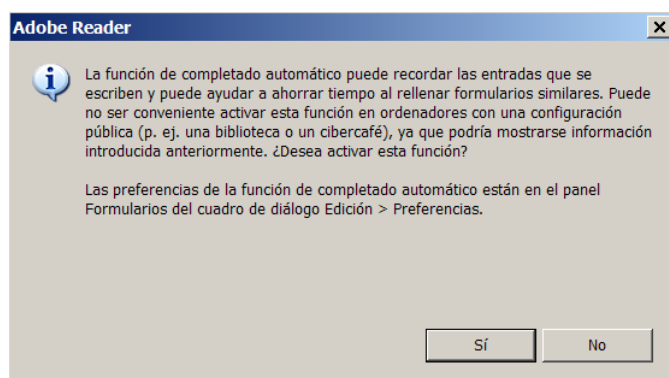 Adobe Reader
La función de completado automático puede recordar las entradas que se
escriben y puede ayudar a ahorrar tiempo al rellenar formularios similares. Puede
no ser conveniente activar esta función en ordenadores con una configuración
pública (p. ej. una biblioteca o un cibercafé), ya que podría mostrarse información
introducida anteriormente. ¿Desea activar esta función?
Las preferencias de la función de completado automático están en el panel
Formularios del cuadro de diálogo Edición > Preferencias.
Sí No